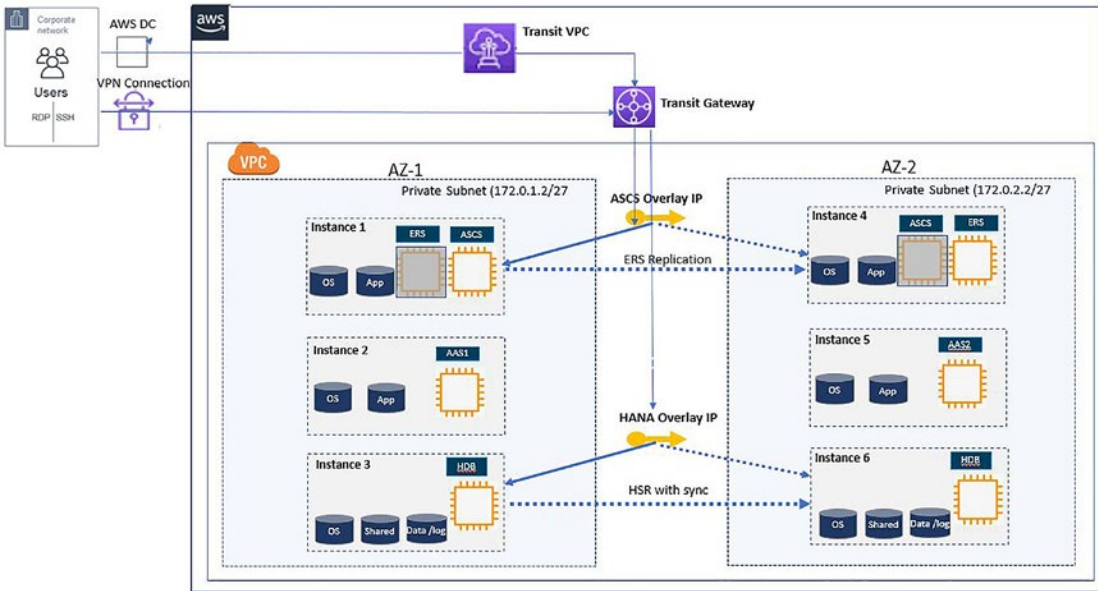 Corporate
network
Users
RDP SSH
AWS DC
VPN Connection
aws
Transit VPC
Transit Gateway
VPC
AZ-1
Private Subnet (172.0.1.2/27
Instance 1
ERS
ASCS
OS
App
Instance 2
AAS1
OS
App
Instance 3
HDB
OS
Shared
Data /log
ASCS Overlay IP
ERS Replication
HANA Overlay IP
HSR with sync
AZ-2
Private Subnet (172.0.2.2/27
Instance 4
ASCS
ERS
OS
App
Instance 5
AAS2
OS
App
Instance 6
HDB
OS
Shared
Data /log